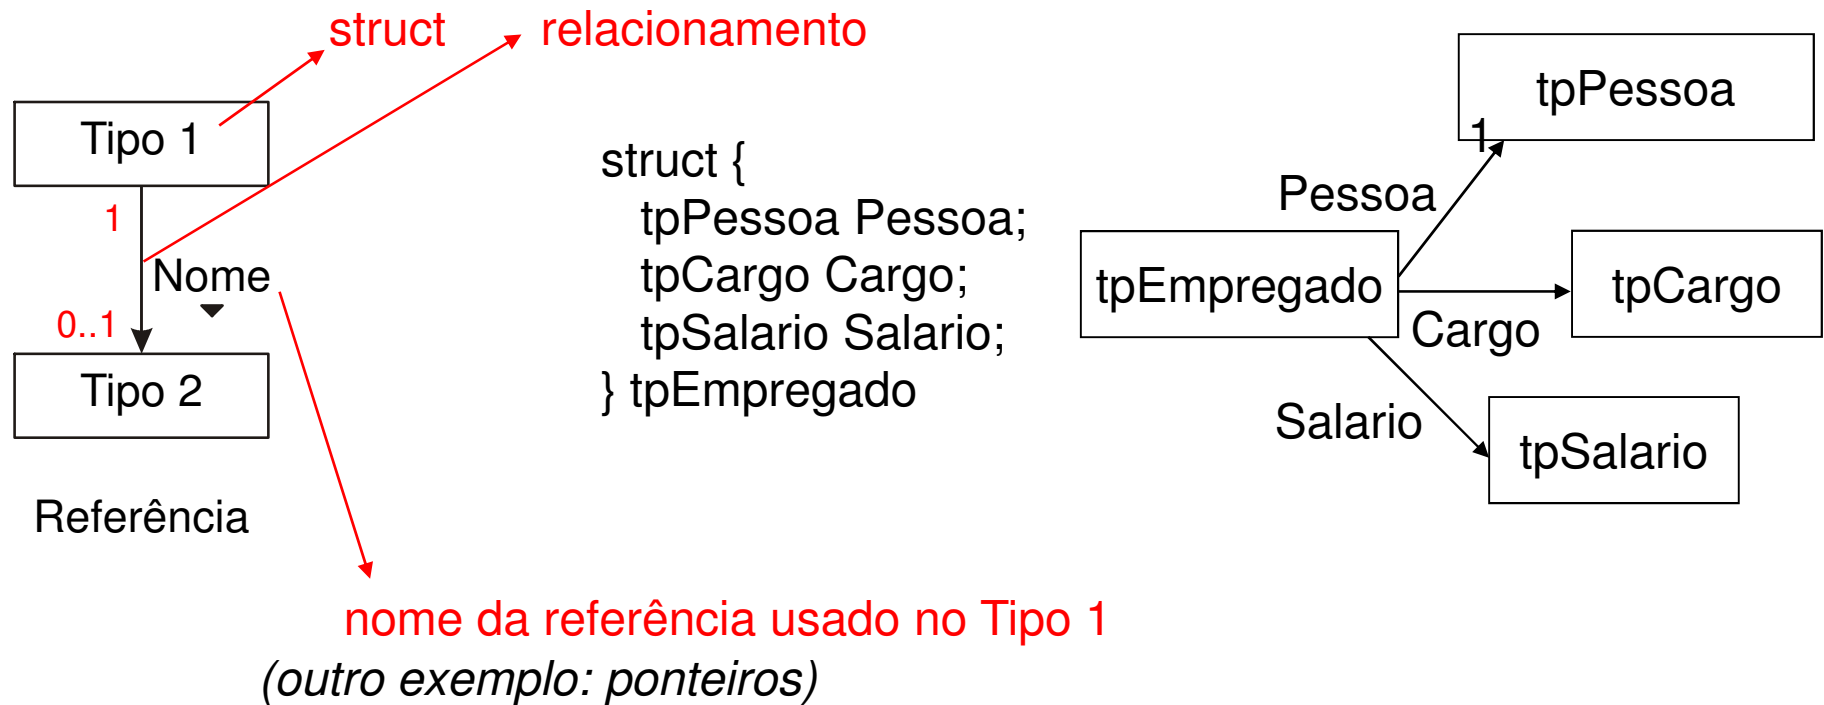 struct
relacionamento
Tipo 1
1
Nome
0..1
Tipo 2
Referência
struct {
tpPessoa Pessoa;
tpCargo Cargo;
tpSalario Salario;
} tpEmpregado
tpPessoa
1
Pessoa
tpEmpregado
tpCargo
Cargo
Salario
tpSalario
nome da referência usado no Tipo 1
(outro exemplo: ponteiros)